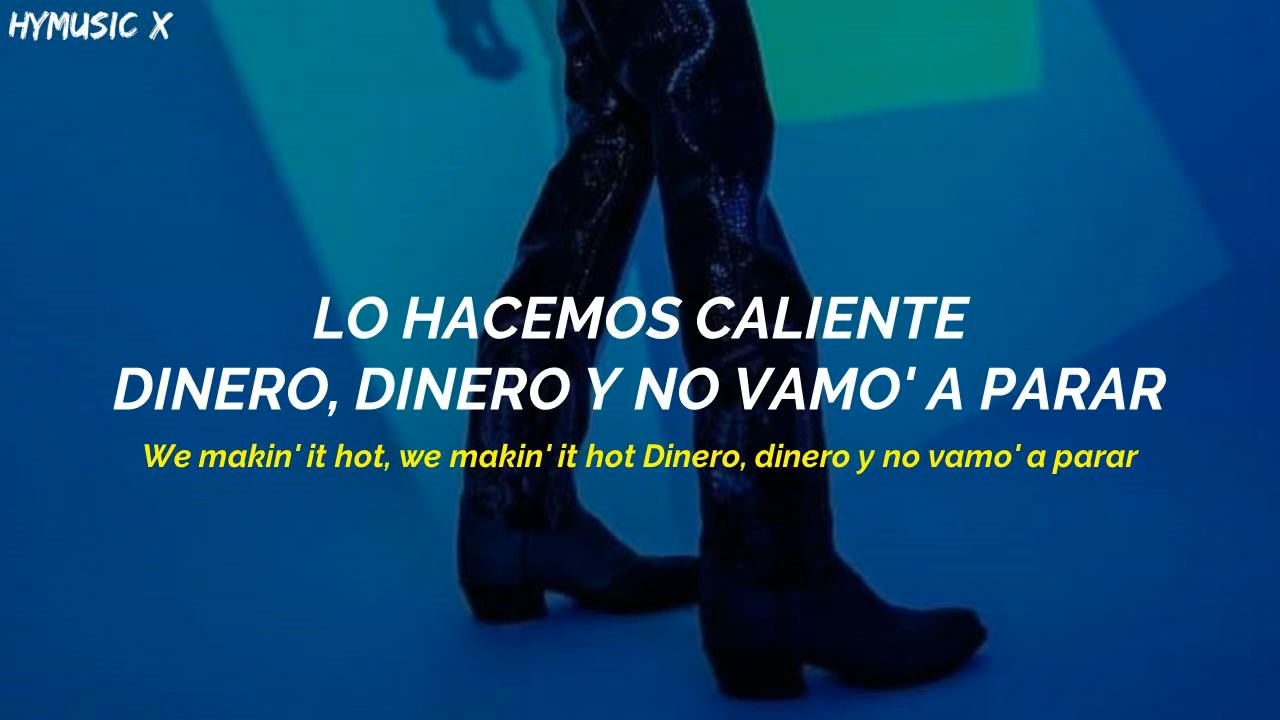 HYMUSIC X
LO HACEMOS CALIENTE
DINERO, DINERO Y NO VAMO' A PARAR
We makin' it hot, we makin' it hot Dinero, dinero y no vamo' a parar